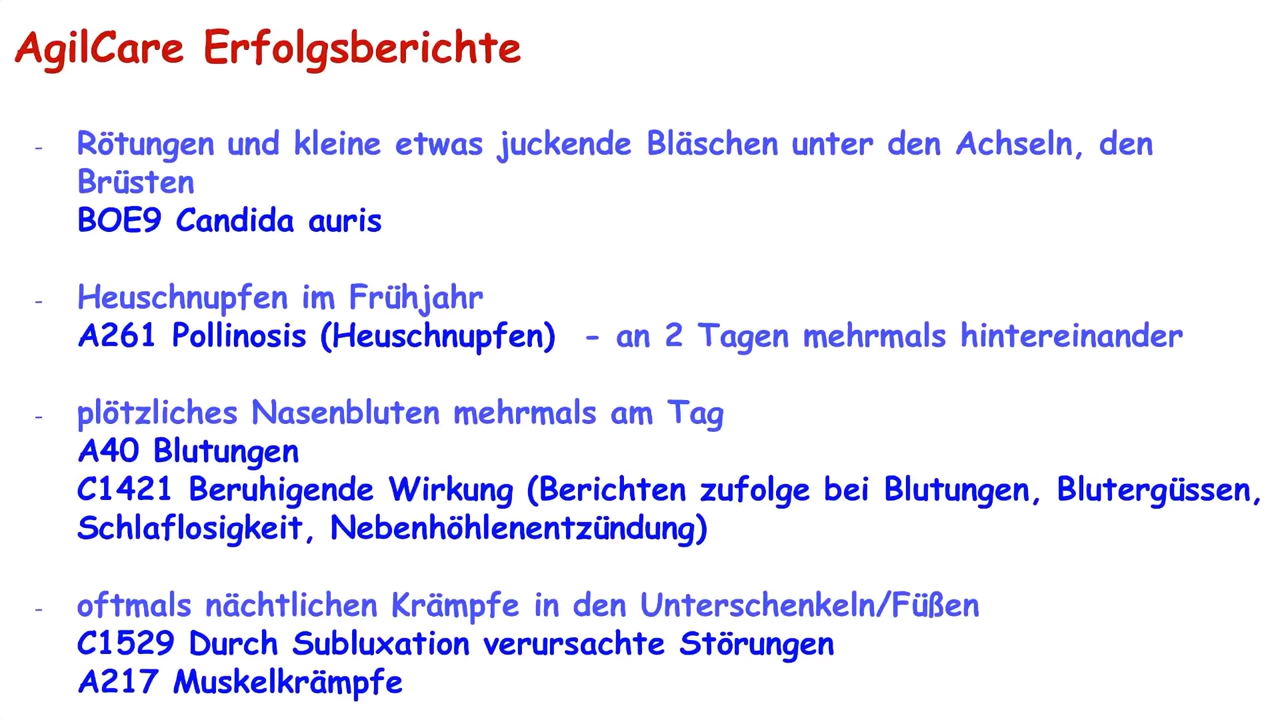 AgilCare Erfolgsberichte
- Rötungen und kleine etwas juckende Bläschen unter den Achseln, den
Brüsten
BOE9 Candida auris
- Heuschnupfen im Frühjahr
A261 Pollinosis (Heuschnupfen) - an 2 Tagen mehrmals hintereinander
- plötzliches Nasenbluten mehrmals am Tag
A40 Blutungen
C1421 Beruhigende Wirkung (Berichten zufolge bei Blutungen, Blutergüssen,
Schlaflosigkeit, Nebenhöhlenentzündung)
- oftmals nächtlichen Krämpfe in den Unterschenkeln/Füßen
C1529 Durch Subluxation verursachte Störungen
A217 Muskelkrämpfe